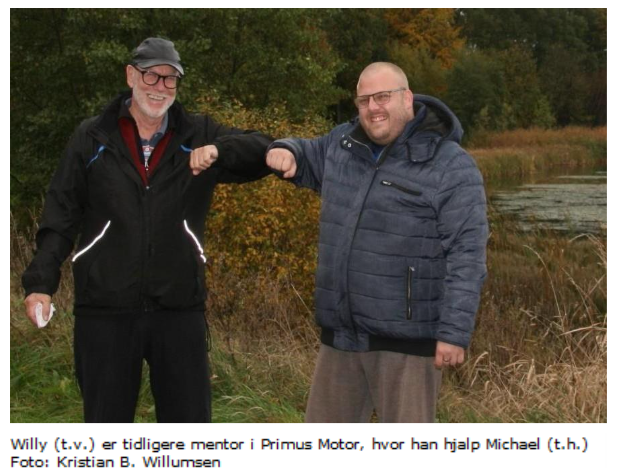 Willy (t.v.) er tidligere mentor i Primus Motor, hvor han hjalp Michael (t.h.)
Foto: Kristian B. Willumsen